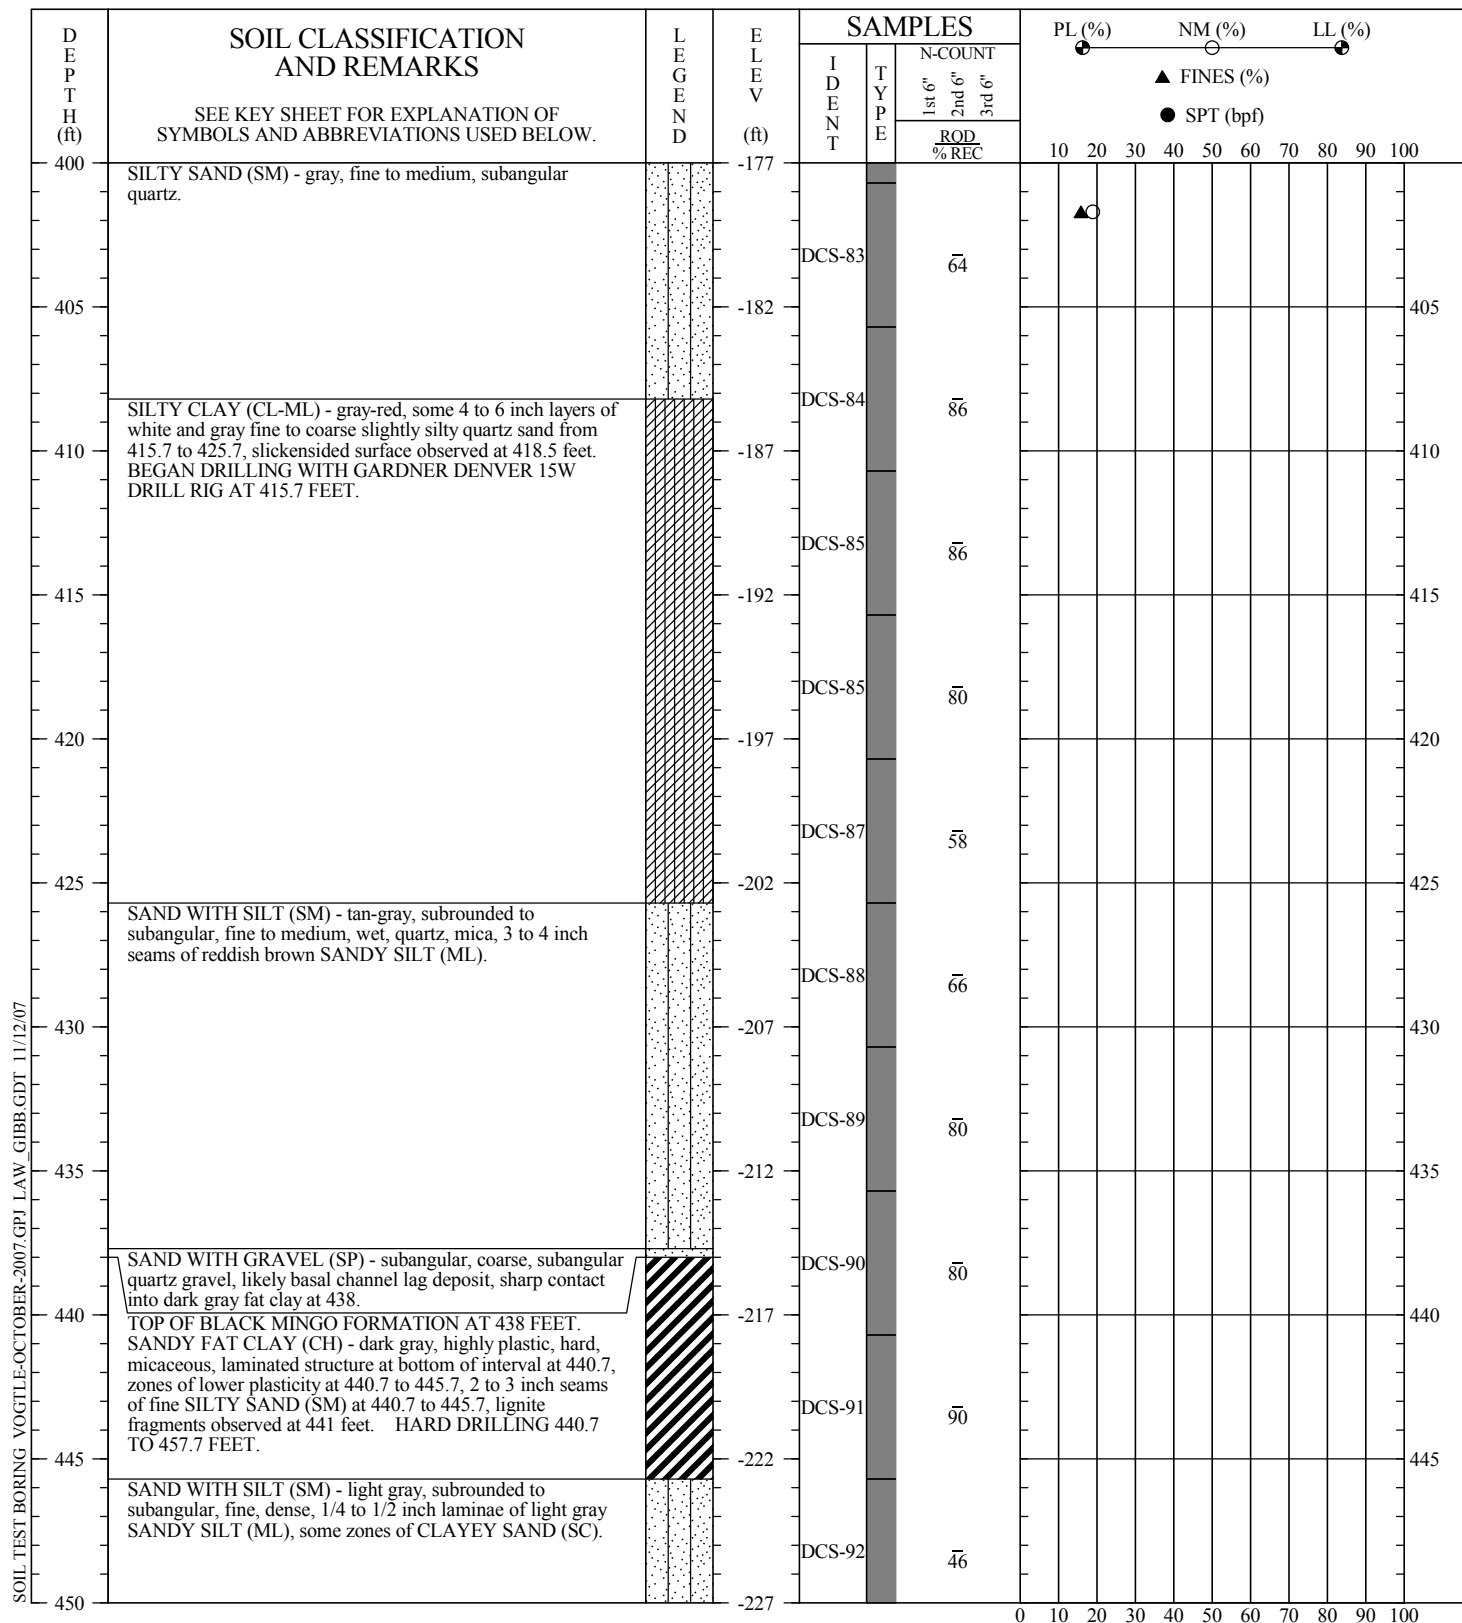 DEPTH
(ft)
SOIL CLASSIFICATION
AND REMARKS
SEE KEY SHEET FOR EXPLANATION OF
SYMBOLS AND ABBREVIATIONS USED BELOW.
LEGEND
ELEV
(ft)
SAMPLES
IDENT
TYPE
N-COUNT
1st 6"
2nd 6"
3rd 6"
RQD
% REC
PL (%) NM (%) LL (%)
▲ FINES (%)
● SPT (bpf)
10 20 30 40 50 60 70 80 90 100
400
SILTY SAND (SM) - gray, fine to medium, subangular
quartz.
-177
DCS-83
64
405
-182
405
SILTY CLAY (CL-ML) - gray-red, some 4 to 6 inch layers of
white and gray fine to coarse slightly silty quartz sand from
415.7 to 425.7, slickensided surface observed at 418.5 feet.
BEGAN DRILLING WITH GARDNER DENVER 15W
DRILL RIG AT 415.7 FEET.
DCS-84
86
410
-187
410
DCS-85
86
415
-192
415
DCS-85
80
420
-197
420
DCS-87
58
425
-202
425
SAND WITH SILT (SM) - tan-gray, subrounded to
subangular, fine to medium, wet, quartz, mica, 3 to 4 inch
seams of reddish brown SANDY SILT (ML).
DCS-88
66
430
-207
430
DCS-89
80
435
-212
435
SAND WITH GRAVEL (SP) - subangular, coarse, subangular
quartz gravel, likely basal channel lag deposit, sharp contact
into dark gray fat clay at 438.
DCS-90
80
440
-217
440
TOP OF BLACK MINGO FORMATION AT 438 FEET.
SANDY FAT CLAY (CH) - dark gray, highly plastic, hard,
micaceous, laminated structure at bottom of interval at 440.7,
zones of lower plasticity at 440.7 to 445.7, 2 to 3 inch seams
of fine SILTY SAND (SM) at 440.7 to 445.7, lignite
fragments observed at 441 feet. HARD DRILLING 440.7
TO 457.7 FEET.
DCS-91
90
445
-222
445
SAND WITH SILT (SM) - light gray, subrounded to
subangular, fine, dense, 1/4 to 1/2 inch laminae of light gray
SANDY SILT (ML), some zones of CLAYEY SAND (SC).
DCS-92
46
450
-227
0 10 20 30 40 50 60 70 80 90 100
SOIL TEST BORING VOGTLE-OCTOBER-2007.GPJ LAW_GIBB.GDT 11/12/07